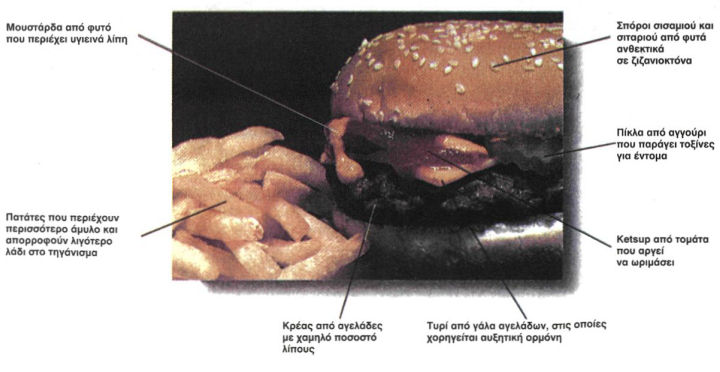 Μουστάρδα από φυτό
που περιέχει υγιεινά λίπη
Σπόροι σισαμιού και
σιταριού από φυτά
ανθεκτικά
σε ζιζανιοκτόνα
Πίκλα από αγγούρι
που παράγει τοξίνες
για έντομα
Πατάτες που περιέχουν
περισσότερο άμυλο και
απορροφούν λιγότερο
λάδι στο τηγάνισμα
Ketsup από τομάτα
που αργεί
να ωριμάσει
Κρέας από αγελάδες
με χαμηλό ποσοστό
λίπους
Τυρί από γάλα αγελάδων, στις οποίες
χορηγείται αυξητική ορμόνη